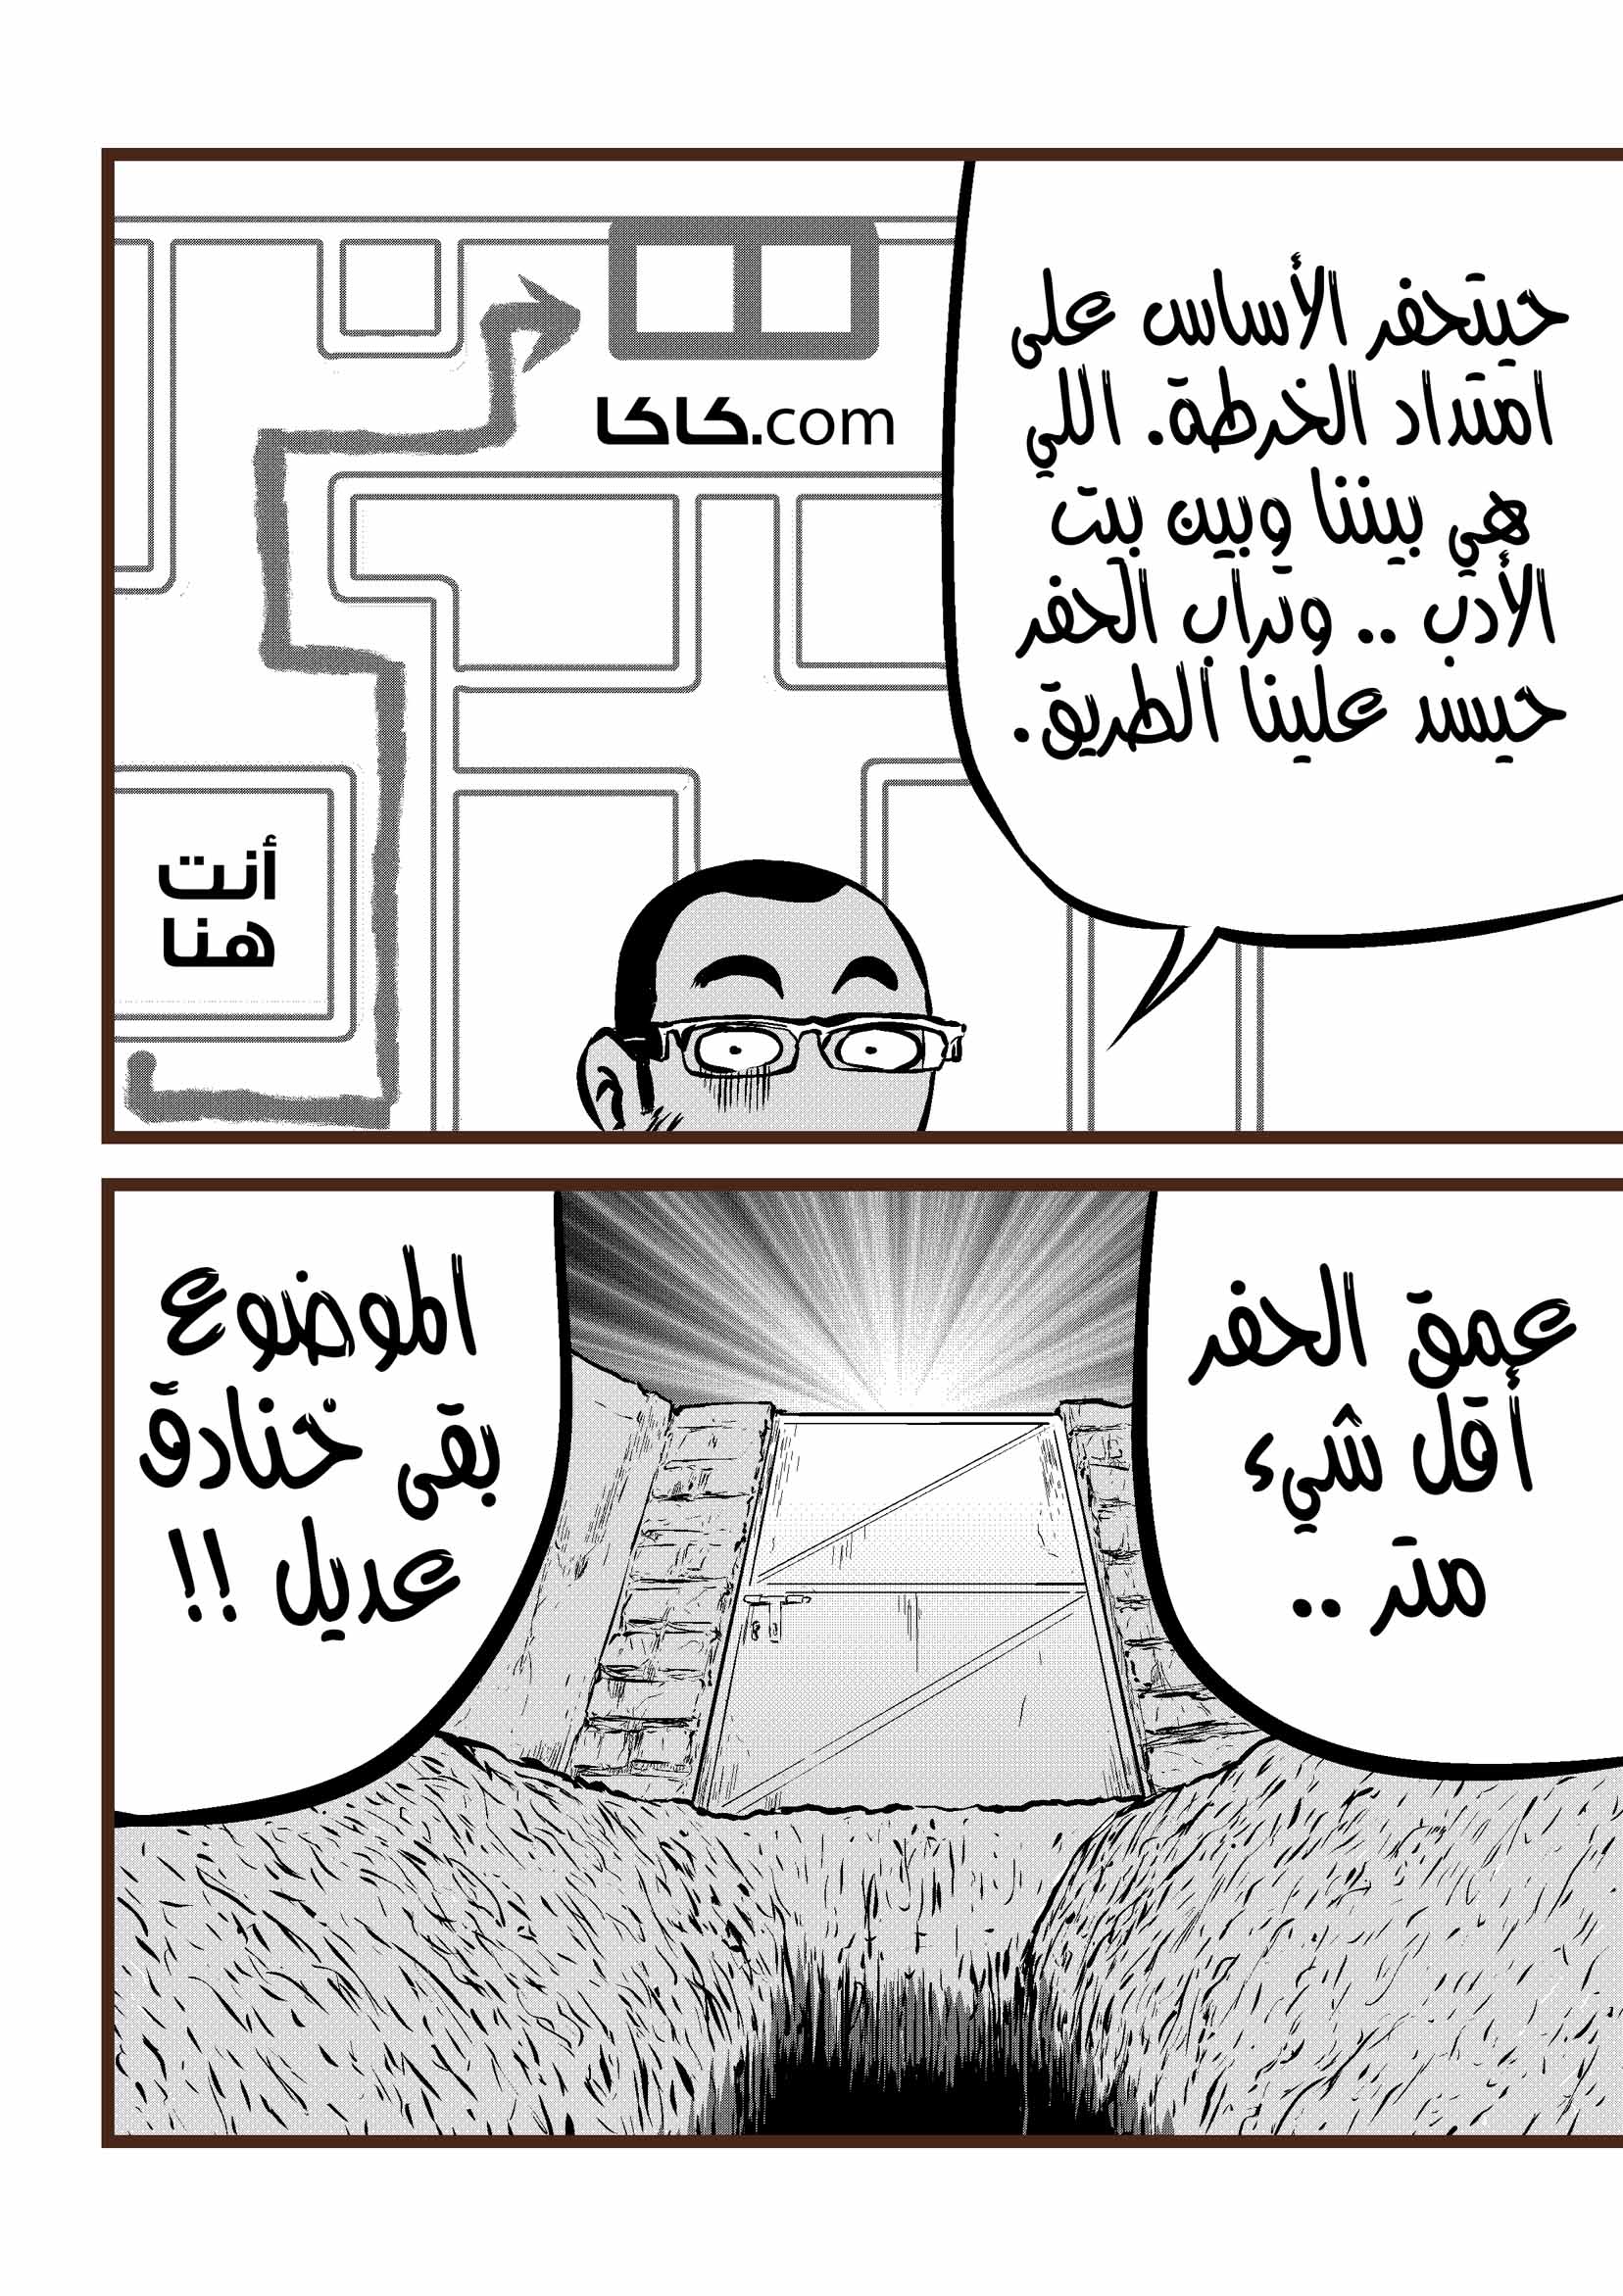 حيتحفر الأساس على
امتداد الخرطة. اللي
هي بيننا وبين بيت
الأدب .. وتراب الحفر
حيسد علينا الطريق.
كاكا.com
أنت
هنا
عمق الحفر
أقل شيء
متر ..
الموضوع
بقى خنادق
عديل !!